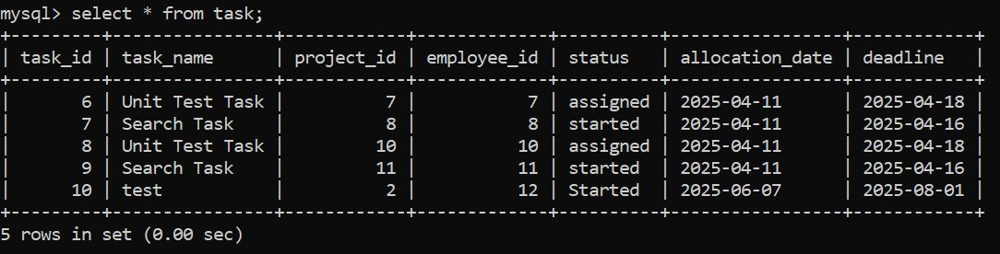 mysql> select * from task;
+---------+----------------+------------+-------------+----------+-----------------+------------+
| task_id | task_name      | project_id | employee_id | status   | allocation_date | deadline   |
+---------+----------------+------------+-------------+----------+-----------------+------------+
|       6 | Unit Test Task |          7 |           7 | assigned | 2025-04-11      | 2025-04-18 |
|       7 | Search Task    |          8 |           8 | started  | 2025-04-11      | 2025-04-16 |
|       8 | Unit Test Task |         10 |          10 | assigned | 2025-04-11      | 2025-04-18 |
|       9 | Search Task    |         11 |          11 | started  | 2025-04-11      | 2025-04-16 |
|      10 | test           |          2 |          12 | Started  | 2025-06-07      | 2025-08-01 |
+---------+----------------+------------+-------------+----------+-----------------+------------+
5 rows in set (0.00 sec)